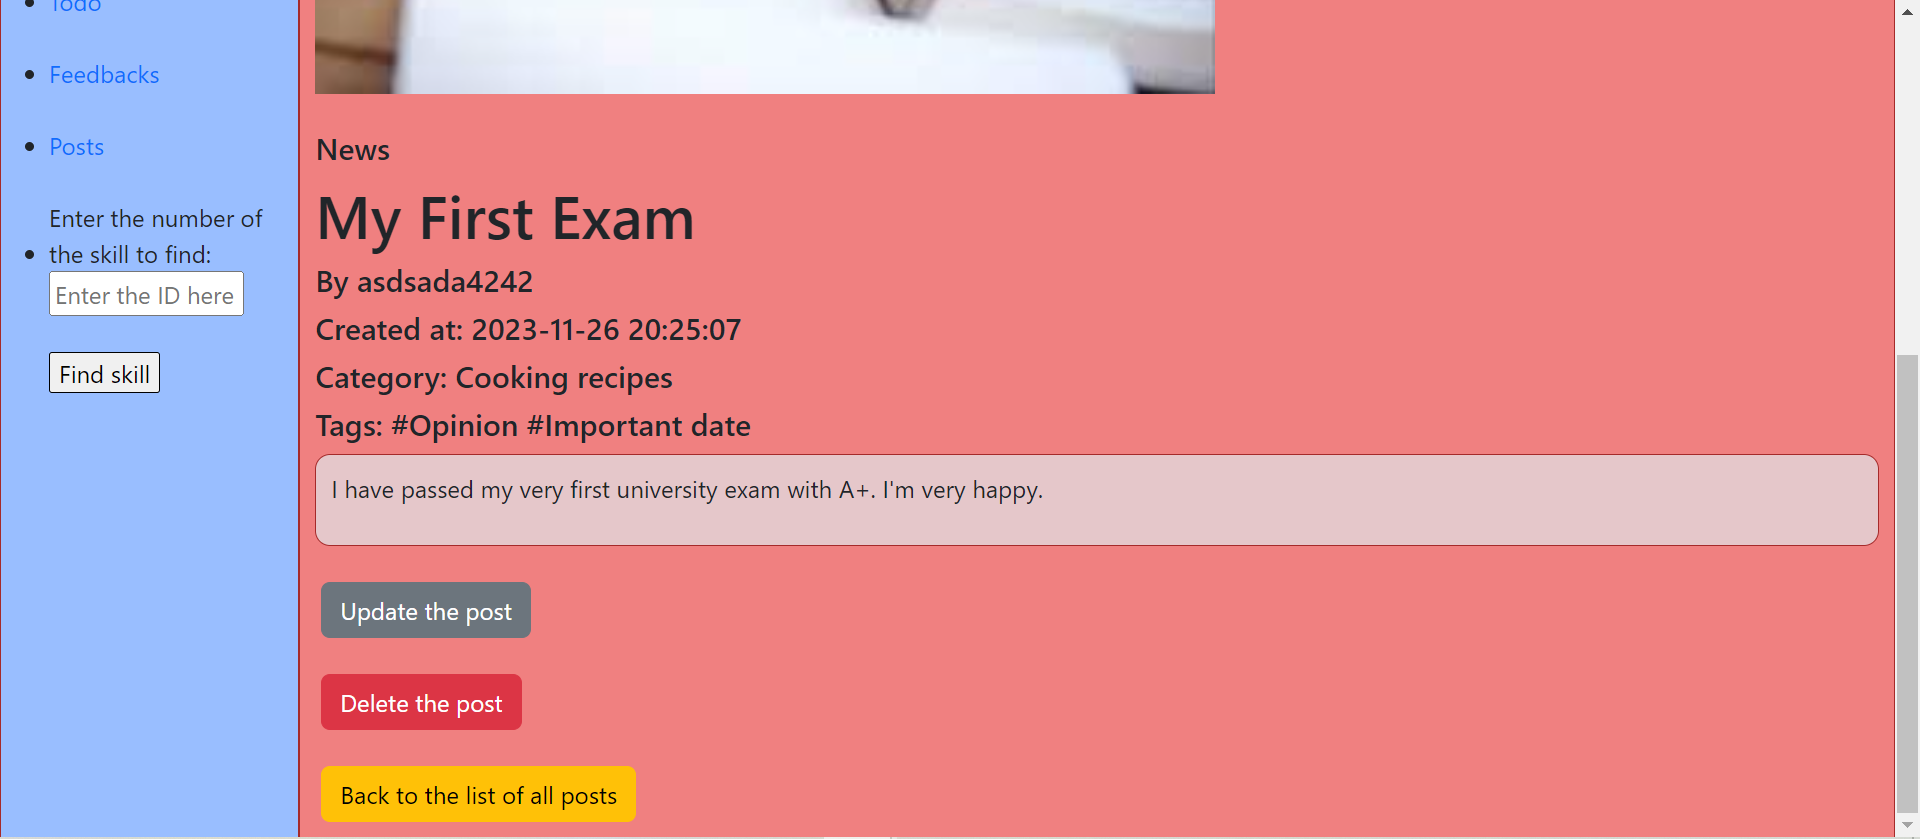 Todo
Feedbacks
Posts
Enter the number of
the skill to find:
Enter the ID here
Find skill
News
My First Exam
By asdsada4242
Created at: 2023-11-26 20:25:07
Category: Cooking recipes
Tags: #Opinion #Important date
I have passed my very first university exam with A+. I'm very happy.
Update the post
Delete the post
Back to the list of all posts